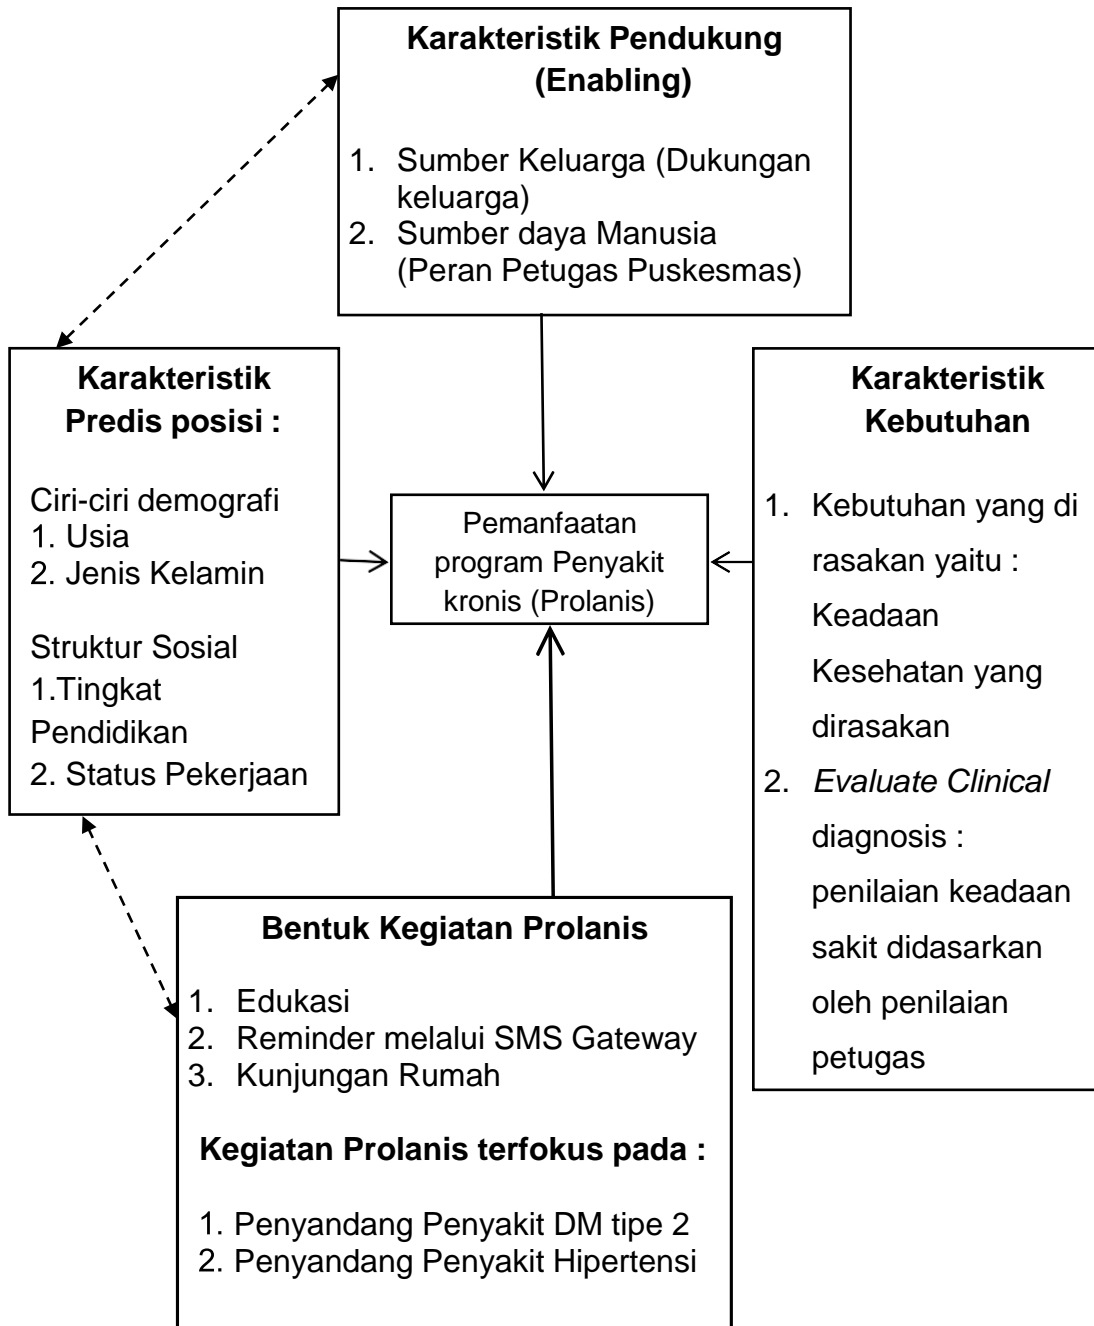 Karakteristik Pendukung
(Enabling)
1. Sumber Keluarga (Dukungan
keluarga)
2. Sumber daya Manusia
(Peran Petugas Puskesmas)
Karakteristik
Predis posisi :
Ciri-ciri demografi
1. Usia
2. Jenis Kelamin
Struktur Sosial
1.Tingkat
Pendidikan
2. Status Pekerjaan
Pemanfaatan
program Penyakit
kronis (Prolanis)
Karakteristik
Kebutuhan
1. Kebutuhan yang di
rasakan yaitu :
Keadaan
Kesehatan yang
dirasakan
2. Evaluate Clinical
diagnosis :
penilaian keadaan
sakit didasarkan
oleh penilaian
petugas
Bentuk Kegiatan Prolanis
1. Edukasi
2. Reminder melalui SMS Gateway
3. Kunjungan Rumah
Kegiatan Prolanis terfokus pada :
1. Penyandang Penyakit DM tipe 2
2. Penyandang Penyakit Hipertensi